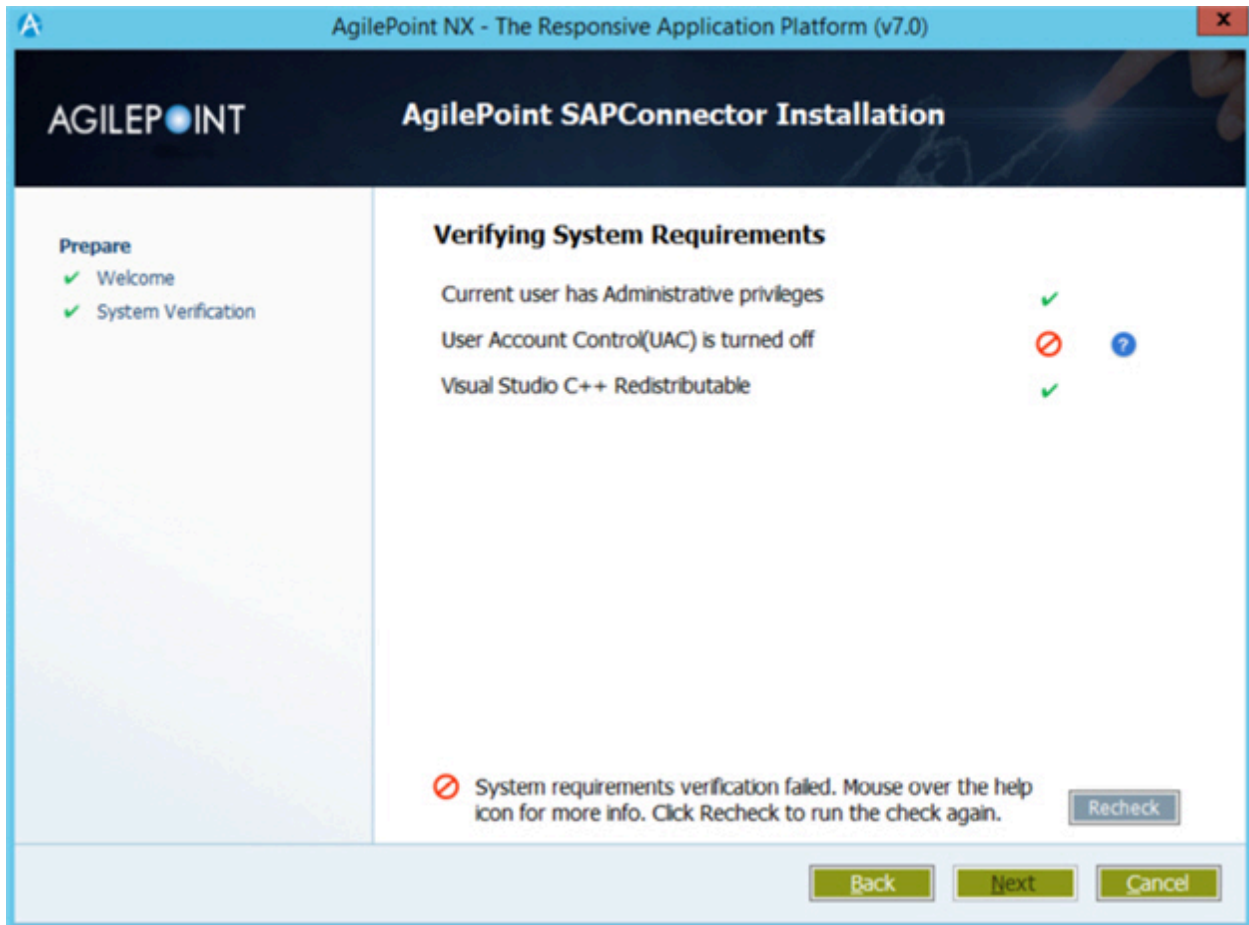 AgilePoint NX - The Responsive Application Platform (v7.0)
x
AGILEPOINT
AgilePoint SAPConnector Installation
Prepare
Welcome
System Verification
Verifying System Requirements
Current user has Administrative privileges
User Account Control(UAC) is turned off
?
Visual Studio C++ Redistributable
System requirements verification failed. Mouse over the help
icon for more info. Click Recheck to run the check again.
Recheck
Back
Next
Cancel